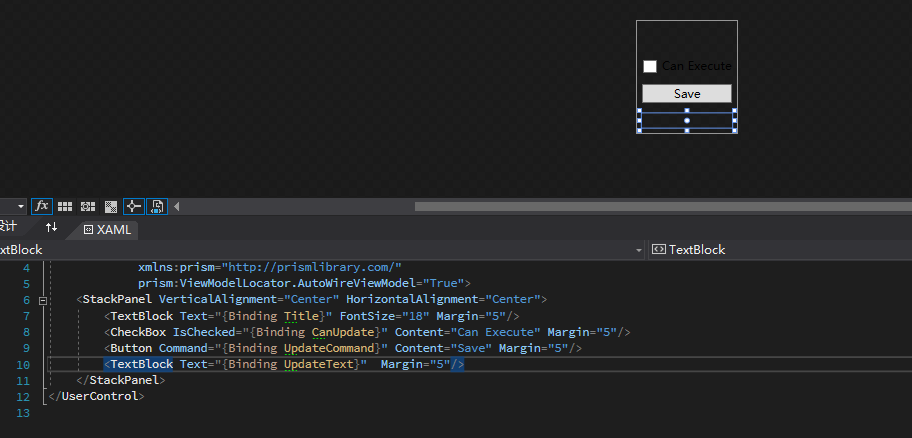 Can Execute
Save
fx
设计
XAML
xtBlock
TextBlock
4 xmlns:prism="http://prismlibrary.com/"
5 prism:ViewModelLocator.AutoWireViewModel="True">
6 <StackPanel VerticalAlignment="Center" HorizontalAlignment="Center">
7 <TextBlock Text="{Binding Title}" FontSize="18" Margin="5"/>
8 <CheckBox IsChecked="{Binding CanUpdate}" Content="Can Execute" Margin="5"/>
9 <Button Command="{Binding UpdateCommand}" Content="Save" Margin="5"/>
10 <TextBlock Text="{Binding UpdateText}"  Margin="5"/>
11 </StackPanel>
12 </UserControl>
13